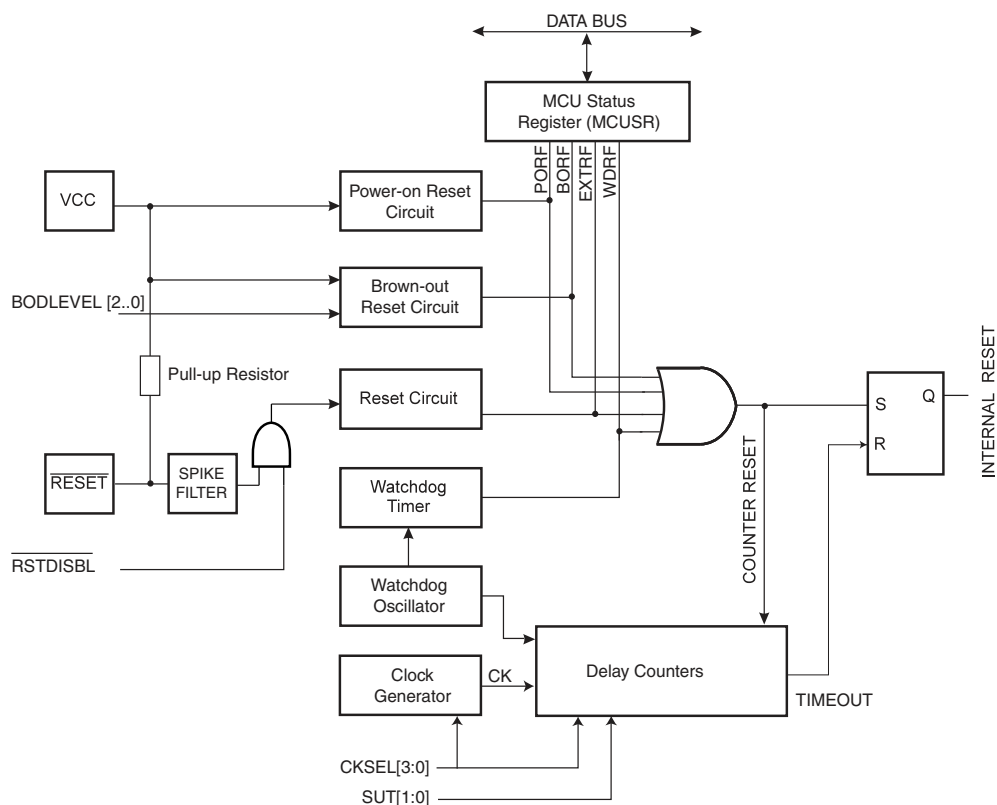 DATA BUS
MCU Status
Register (MCUSR)
PORF
BORF
EXTRF
WDRF
VCC
Power-on Reset
Circuit
BODLEVEL [2..0]
Brown-out
Reset Circuit
Pull-up Resistor
Reset Circuit
RESET
SPIKE
FILTER
RSTDISBL
Watchdog
Timer
Watchdog
Oscillator
Clock
Generator
CK
Delay Counters
COUNTER RESET
S
Q
R
INTERNAL RESET
TIMEOUT
CKSEL[3:0]
SUT[1:0]